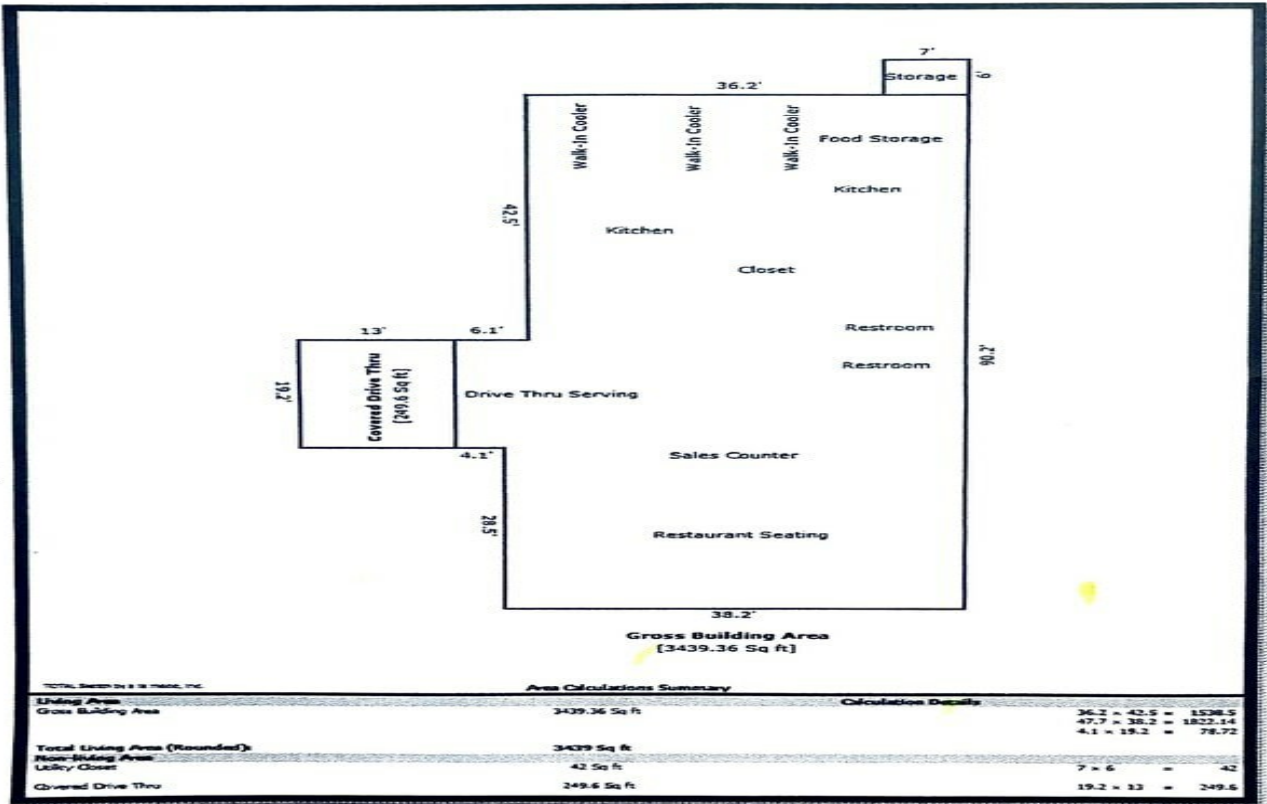 7'
Storage
6'
36.2'
Walk-In Cooler
Walk-In Cooler
Walk-In Cooler
Food Storage
Kitchen
42.5'
Kitchen
Closet
13'
6.1'
Restroom
90.2'
Restroom
19.2'
Covered Drive Thru
[249.6 Sq ft]
Drive Thru Serving
4.1'
Sales Counter
28.5'
Restaurant Seating
38.2'
Gross Building Area
[3439.36 Sq ft]
TOTAL Sketch by a la mode, inc.
Area Calculations Summary
Living Area Calculation Details
Gross Building Area 3439.36 Sq ft 36.2 x 42.5 = 1538.5
47.7 x 38.2 = 1822.14
4.1 x 19.2 = 78.72
Total Living Area (Rounded): 3439 Sq ft
Non-living Area
Utility Closet 42 Sq ft 7 x 6 = 42
Covered Drive Thru 249.6 Sq ft 19.2 x 13 = 249.6